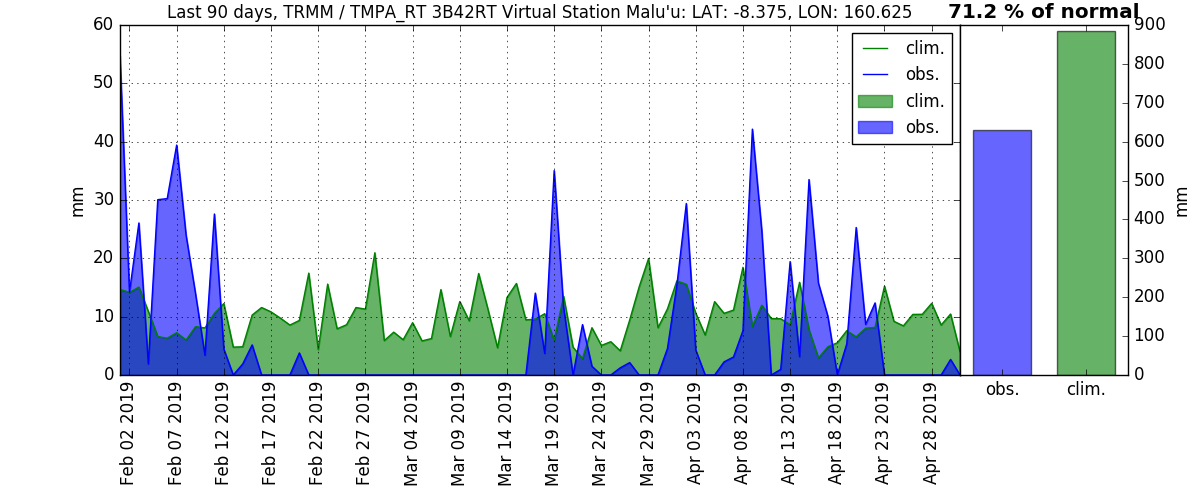 Last 90 days, TRMM / TMPA_RT 3B42RT Virtual Station Malu'u: LAT: -8.375, LON: 160.625
71.2 % of normal
60
50
40
30
20
10
0
mm
clim.
obs.
clim.
obs.
Feb 02 2019
Feb 07 2019
Feb 12 2019
Feb 17 2019
Feb 22 2019
Feb 27 2019
Mar 04 2019
Mar 09 2019
Mar 14 2019
Mar 19 2019
Mar 24 2019
Mar 29 2019
Apr 03 2019
Apr 08 2019
Apr 13 2019
Apr 18 2019
Apr 23 2019
Apr 28 2019
900
800
700
600
500
400
300
200
100
0
mm
obs.
clim.